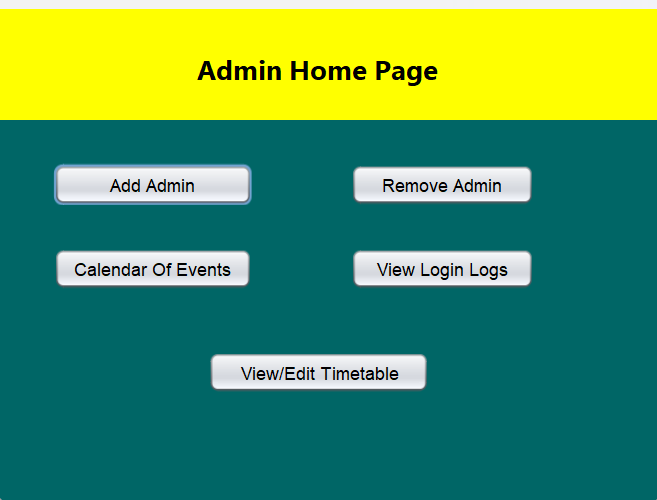 Admin Home Page
Add Admin
Remove Admin
Calendar Of Events
View Login Logs
View/Edit Timetable